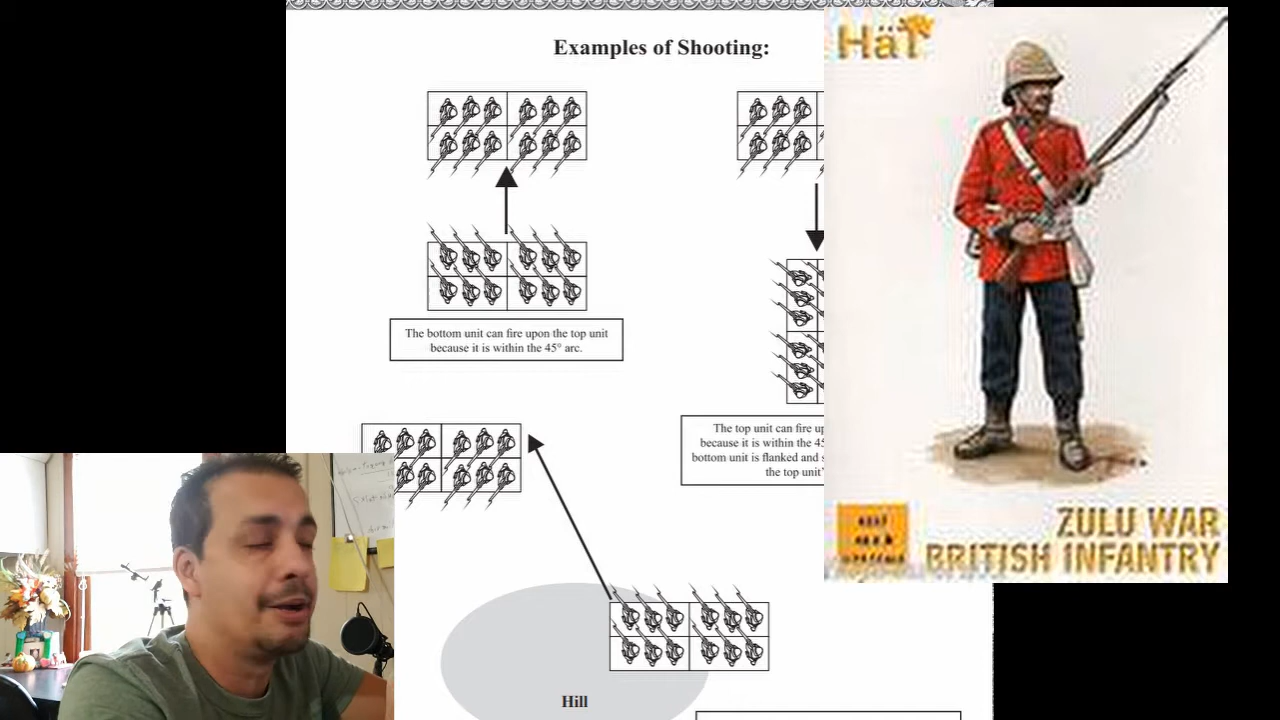 Examples of Shooting:
The bottom unit can fire upon the top unit
because it is within the 45° arc.
The top unit can fire
because it is within the
bottom unit is flanked and
the top unit
Hill
HäT
ZULU WAR
BRITISH INFANTRY